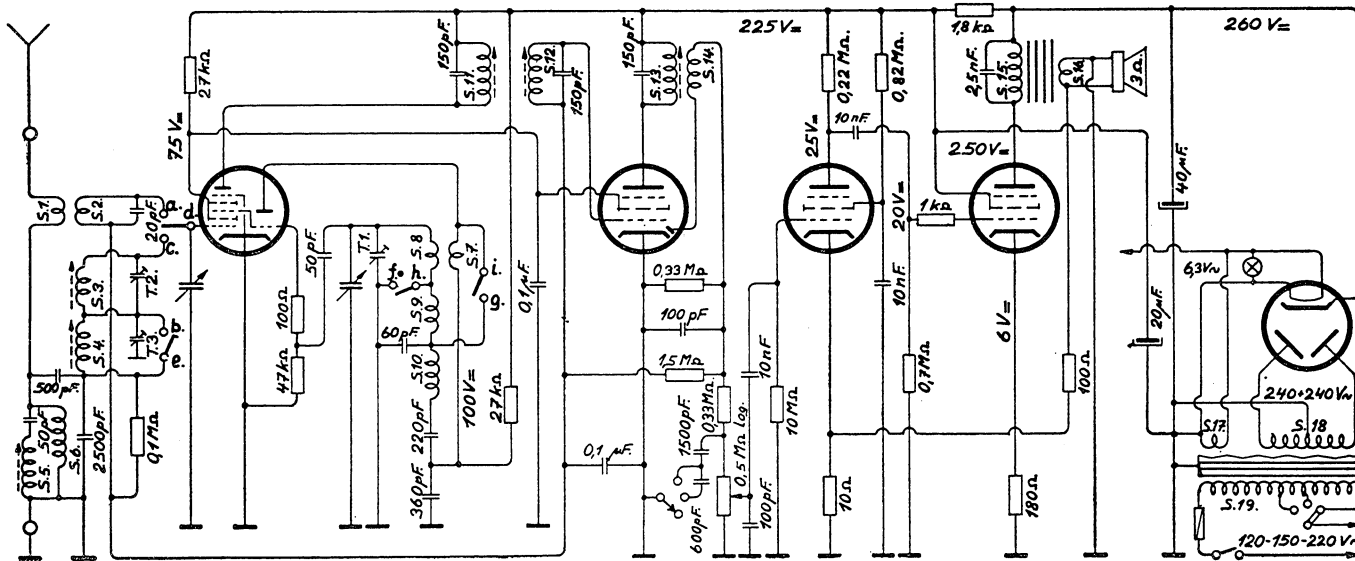 27kΩ
75V=
150pF.
S.11.
S.12.
150pF.
150pF.
S.13.
S.14.
225V=
0,22 MΩ.
0,82MΩ.
1,8kΩ
2,5nF.
S.15.
S.16.
3Ω.
260V=
25V=
10nF.
20V=
1kΩ
250V=
40µF.
S.1.
S.2.
20pF.
a.
d.
c.
S.3.
T.2.
S.4.
T.3.
b.
e.
500pF.
50pF
S.5.
S.6.
2500pF.
0,1MΩ
100Ω
47kΩ
50pF
T.1.
f.
h.
S.8
S.9
S.7.
i.
g.
60pF.
S.10.
100V=
220pF
360pF.
27kΩ
0,1µF.
0,33MΩ
100pF
1,5MΩ
0,33MΩ.
0,1µF.
1500pF.
600pF.
0,5MΩ log.
100pF.
10nF
10MΩ
10nF.
0,7MΩ
10Ω
6V=
180Ω
100Ω
6,3V~
20µF.
240+240V~
S.17.
S.18
S.19.
120-150-220V~